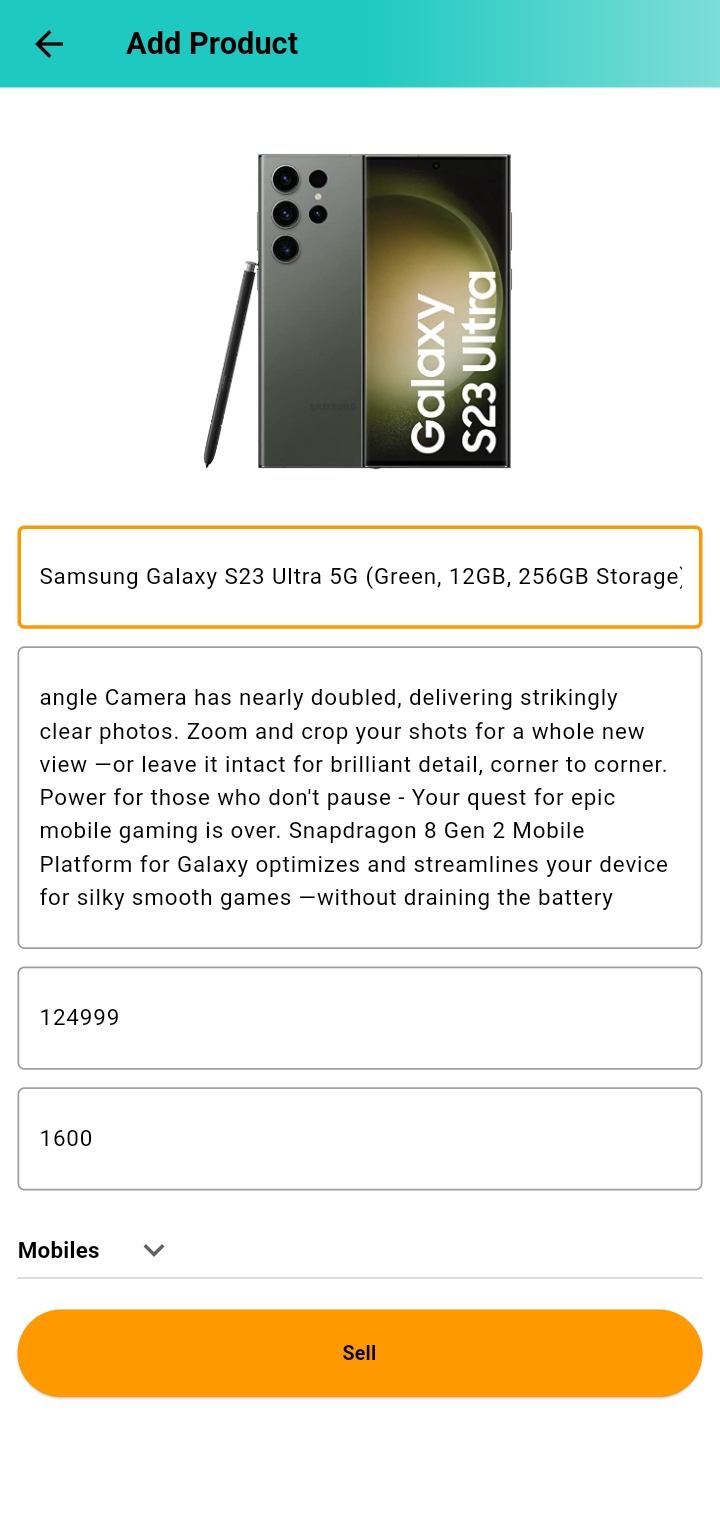 Add Product
SAMSUNG
Galaxy
S23 Ultra
Samsung Galaxy S23 Ultra 5G (Green, 12GB, 256GB Storage)
angle Camera has nearly doubled, delivering strikingly
clear photos. Zoom and crop your shots for a whole new
view —or leave it intact for brilliant detail, corner to corner.
Power for those who don't pause - Your quest for epic
mobile gaming is over. Snapdragon 8 Gen 2 Mobile
Platform for Galaxy optimizes and streamlines your device
for silky smooth games —without draining the battery
124999
1600
Mobiles
Sell